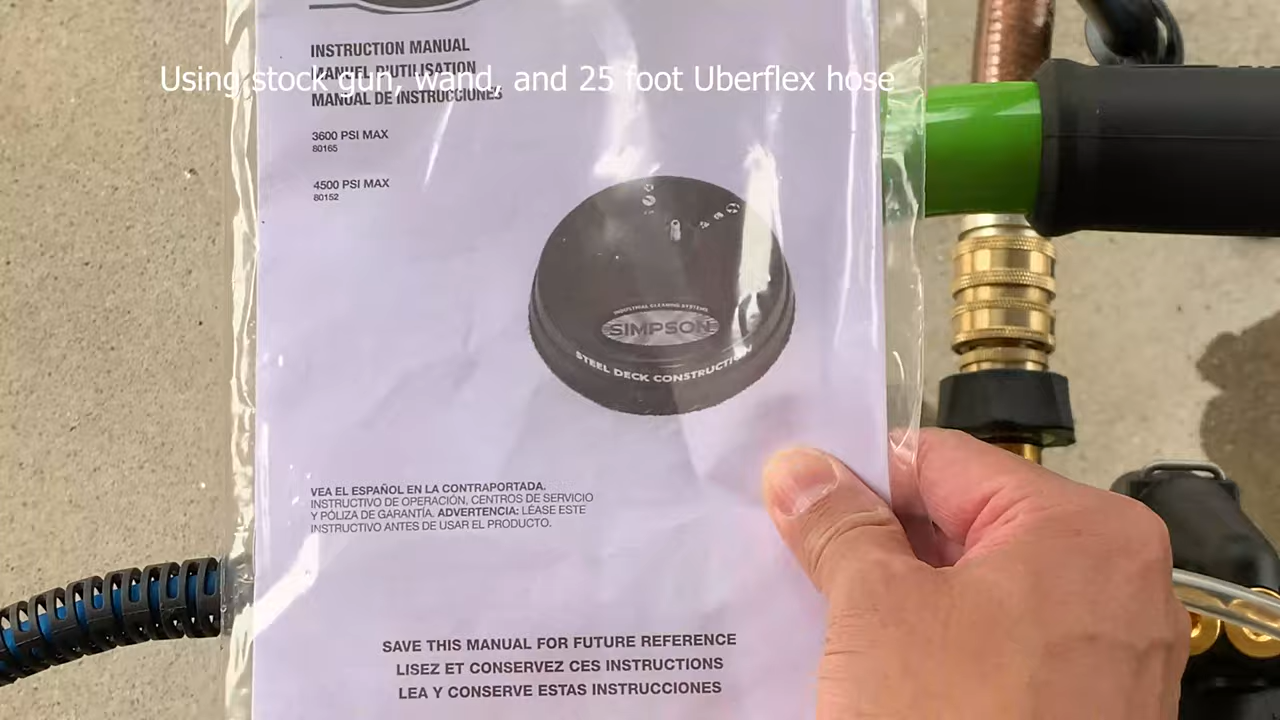 INSTRUCTION MANUAL
MANUEL D'UTILISATION
Using stock gun, wand, and 25 foot Uberflex hose
MANUAL DE INSTRUCCIONES
3600 PSI MAX
80165
4500 PSI MAX
80152
INDUSTRIAL CLEANING SYSTEMS
SIMPSON
STEEL DECK CONSTRUCTION
VEA EL ESPAÑOL EN LA CONTRAPORTADA.
INSTRUCTIVO DE OPERACIÓN, CENTROS DE SERVICIO
Y PÓLIZA DE GARANTÍA. ADVERTENCIA: LÉASE ESTE
INSTRUCTIVO ANTES DE USAR EL PRODUCTO.
SAVE THIS MANUAL FOR FUTURE REFERENCE
LISEZ ET CONSERVEZ CES INSTRUCTIONS
LEA Y CONSERVE ESTAS INSTRUCCIONES